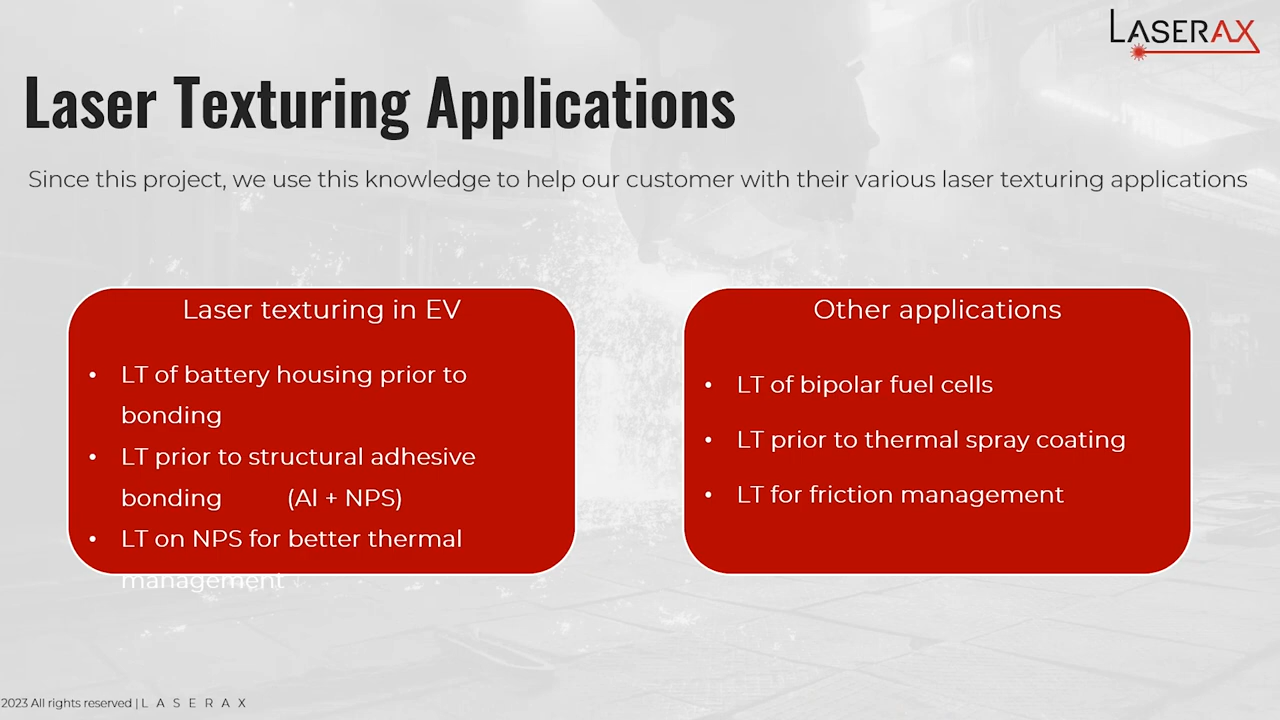 LASERAX
Laser Texturing Applications
Since this project, we use this knowledge to help our customer with their various laser texturing applications
Laser texturing in EV
• LT of battery housing prior to
bonding
• LT prior to structural adhesive
bonding (Al + NPS)
• LT on NPS for better thermal
management
Other applications
• LT of bipolar fuel cells
• LT prior to thermal spray coating
• LT for friction management
2023 All rights reserved | L A S E R A X